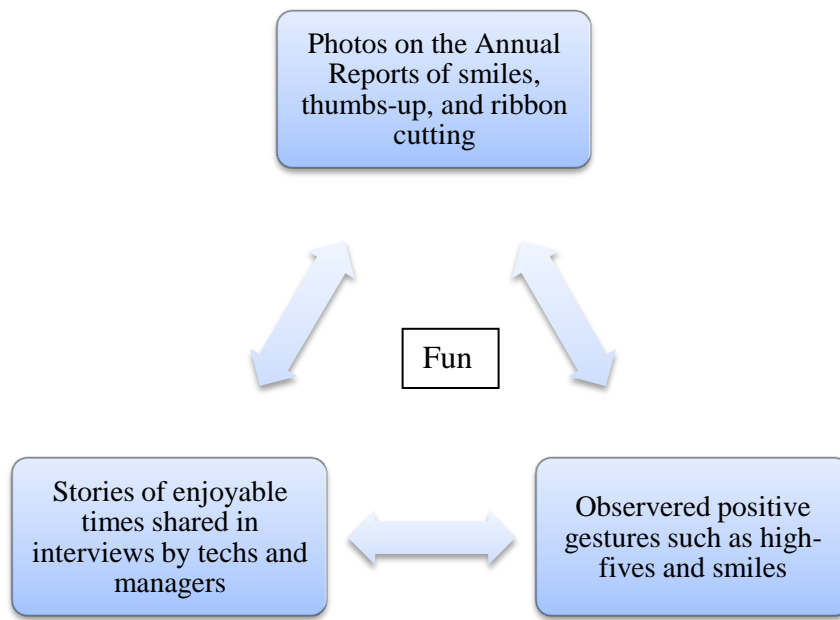 Photos on the Annual
Reports of smiles,
thumbs-up, and ribbon
cutting
Fun
Stories of enjoyable
times shared in
interviews by techs and
managers
Observered positive
gestures such as high-
fives and smiles